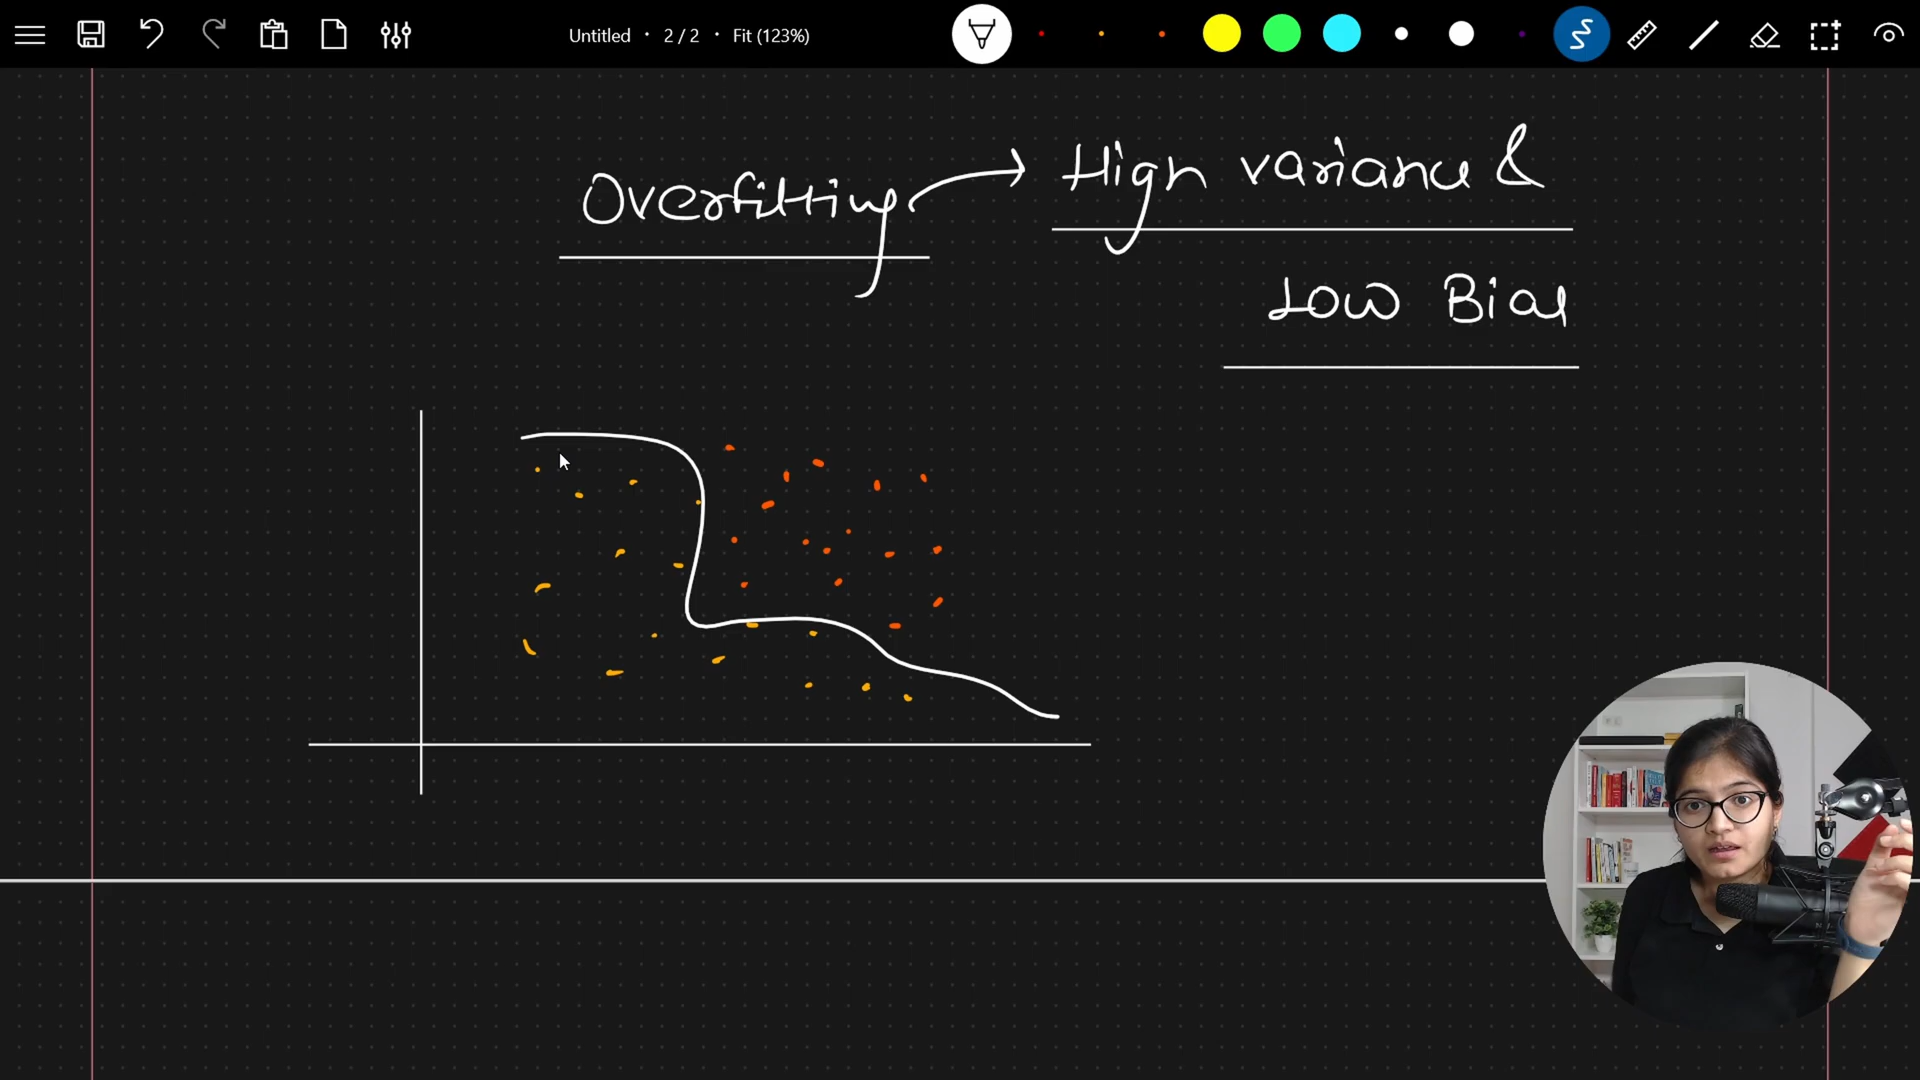 Untitled • 2 / 2 • Fit (123%)
Overfitting → High variance &
Low Bias